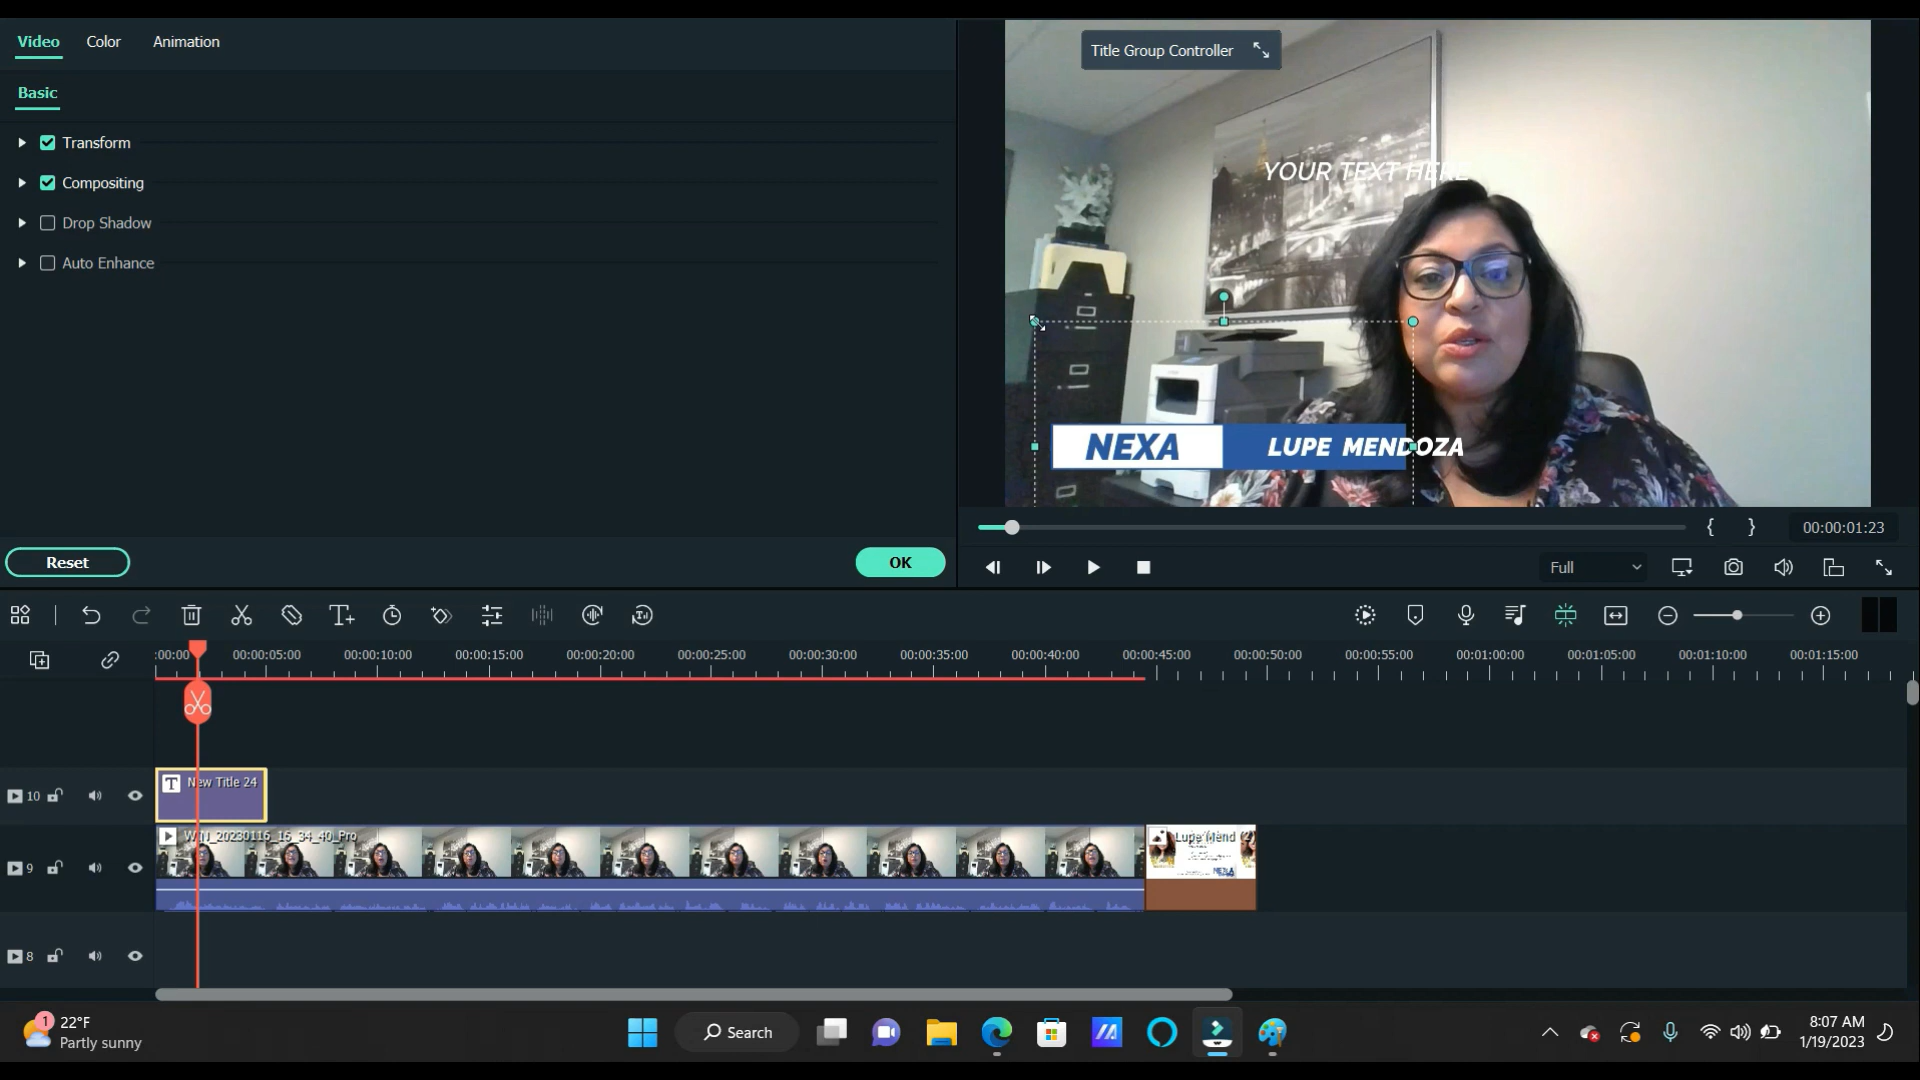 Video Color Animation
Basic
Transform
Compositing
Drop Shadow
Auto Enhance
Reset OK
Title Group Controller
YOUR TEXT HERE
NEXA LUPE MENDOZA
{ } 00:00:01:23
Full
:00:00 00:00:05:00 00:00:10:00 00:00:15:00 00:00:20:00 00:00:25:00 00:00:30:00 00:00:35:00 00:00:40:00 00:00:45:00 00:00:50:00 00:00:55:00 00:01:00:00 00:01:05:00 00:01:10:00 00:01:15:00
10 T New Title 24
WIN_20230116_16_34_40_Pro
Lupe Mend
9
8
1
22°F
Partly sunny
Search
8:07 AM
1/19/2023